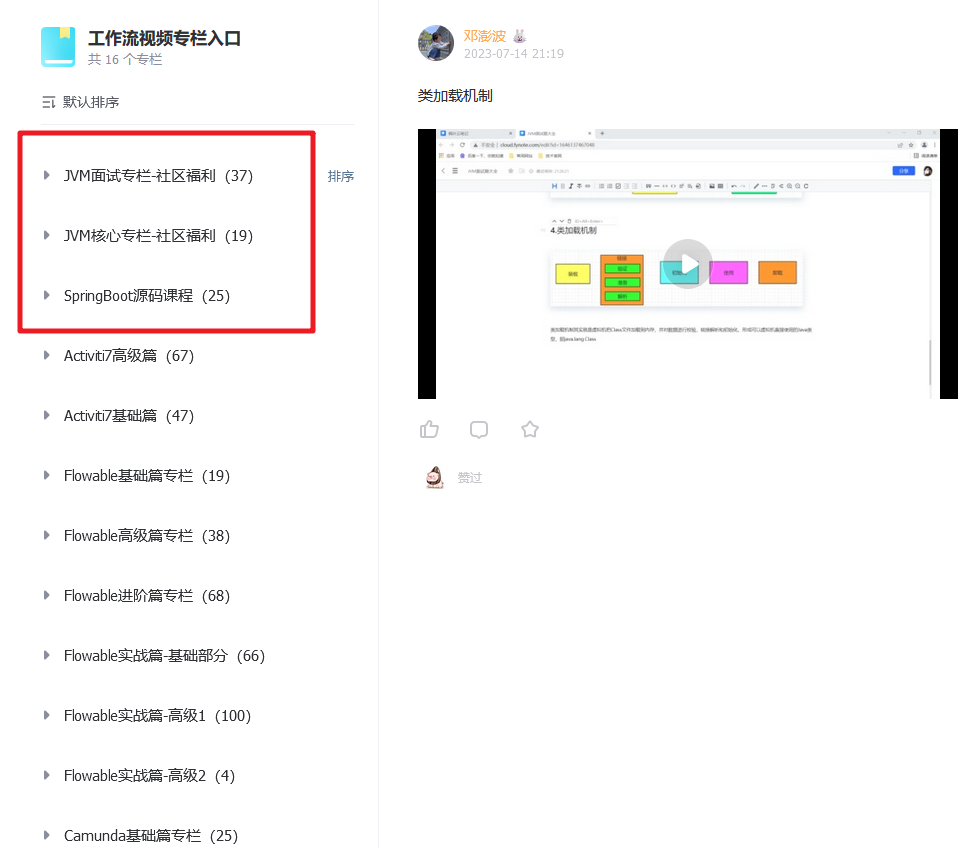 工作流视频专栏入口
共 16 个专栏
默认排序
JVM面试专栏-社区福利 (37)
排序
JVM核心专栏-社区福利 (19)
SpringBoot源码课程 (25)
Activiti7高级篇 (67)
Activiti7基础篇 (47)
Flowable基础篇专栏 (19)
Flowable高级篇专栏 (38)
Flowable进阶篇专栏 (68)
Flowable实战篇-基础部分 (66)
Flowable实战篇-高级1 (100)
Flowable实战篇-高级2 (4)
Camunda基础篇专栏 (25)
邓澎波
2023-07-14 21:19
类加载机制
4.类加载机制
验证
准备
解析
赞过